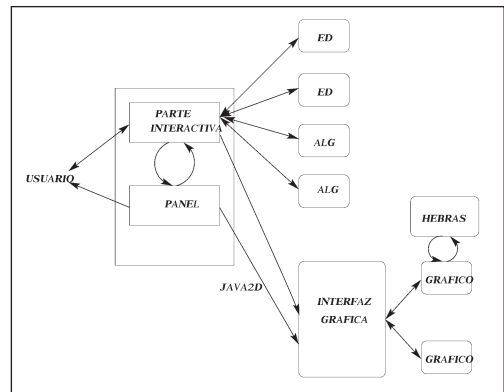 ED
ED
PARTE
INTERACTIVA
ALG
USUARIO
ALG
PANEL
HEBRAS
JAVA2D
GRAFICO
INTERFAZ
GRAFICA
GRAFICO